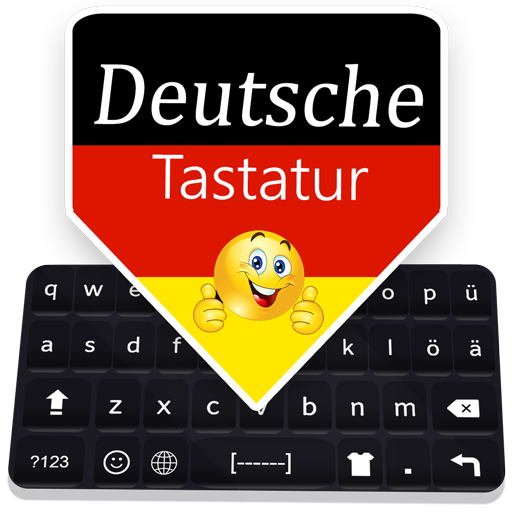 Deutsche
Tastatur
q w e o p ü
a s d f k l ö ä
z x c b n m
?123 [------] .